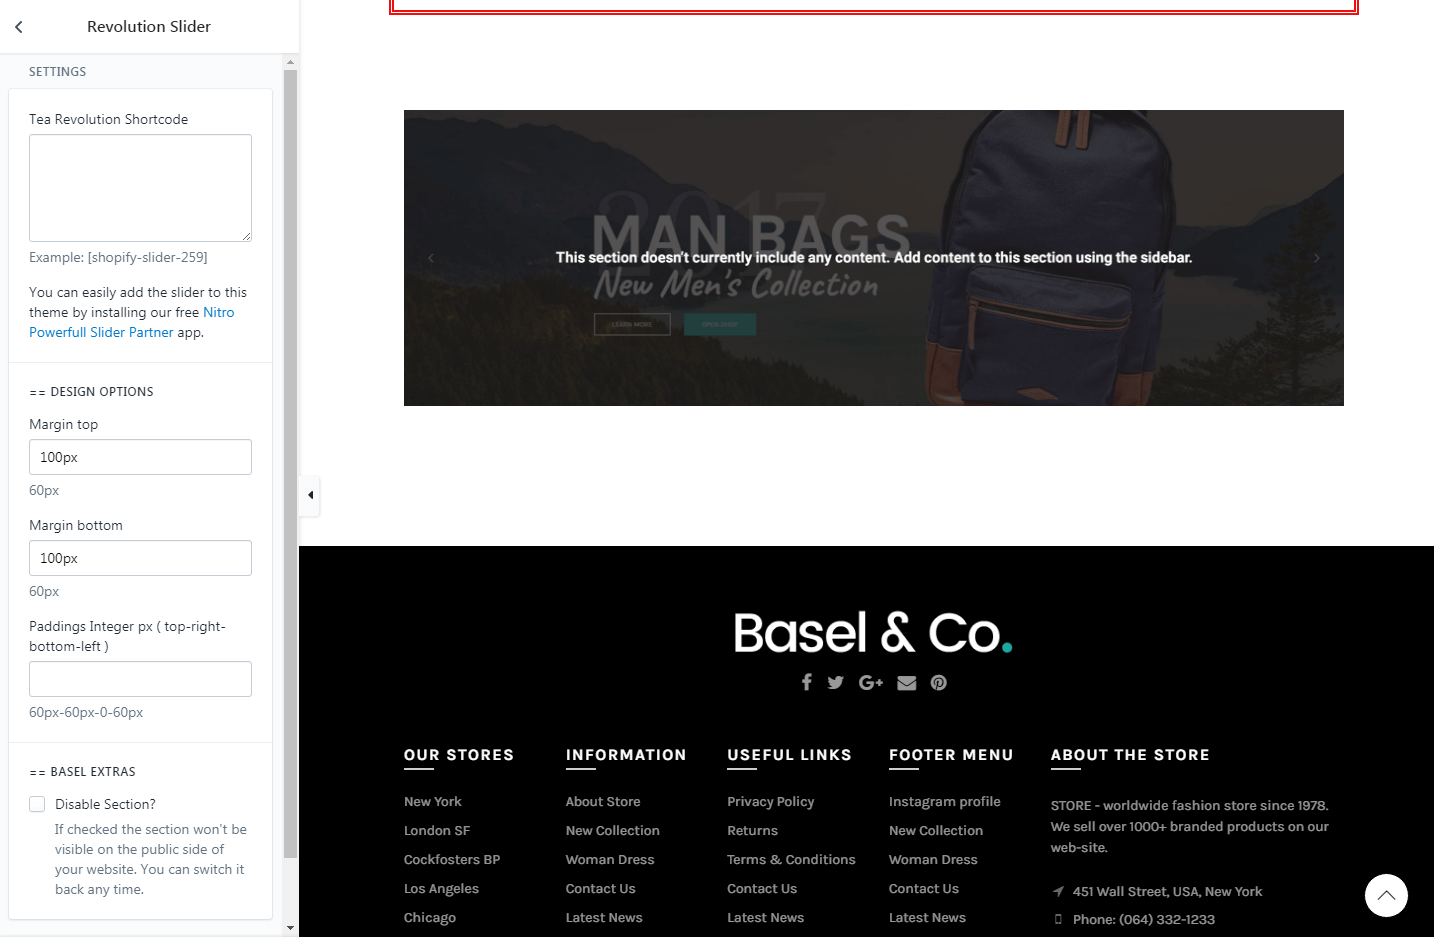 Revolution Slider
SETTINGS
Tea Revolution Shortcode
Example: [shopify-slider-259]
You can easily add the slider to this
theme by installing our free Nitro
Powerfull Slider Partner app.
== DESIGN OPTIONS
Margin top
100px
60px
Margin bottom
100px
60px
Paddings Integer px ( top-right-
bottom-left )
60px-60px-0-60px
== BASEL EXTRAS
Disable Section?
If checked the section won't be
visible on the public side of
your website. You can switch it
back any time.
2017
MAN BAGS
This section doesn't currently include any content. Add content to this section using the sidebar.
New Men's Collection
LEARN MORE
OPEN SHOP
Basel & Co.
OUR STORES
New York
London SF
Cockfosters BP
Los Angeles
Chicago
INFORMATION
About Store
New Collection
Woman Dress
Contact Us
Latest News
USEFUL LINKS
Privacy Policy
Returns
Terms & Conditions
Contact Us
Latest News
FOOTER MENU
Instagram profile
New Collection
Woman Dress
Contact Us
Latest News
ABOUT THE STORE
STORE - worldwide fashion store since 1978.
We sell over 1000+ branded products on our
web-site.
451 Wall Street, USA, New York
Phone: (064) 332-1233